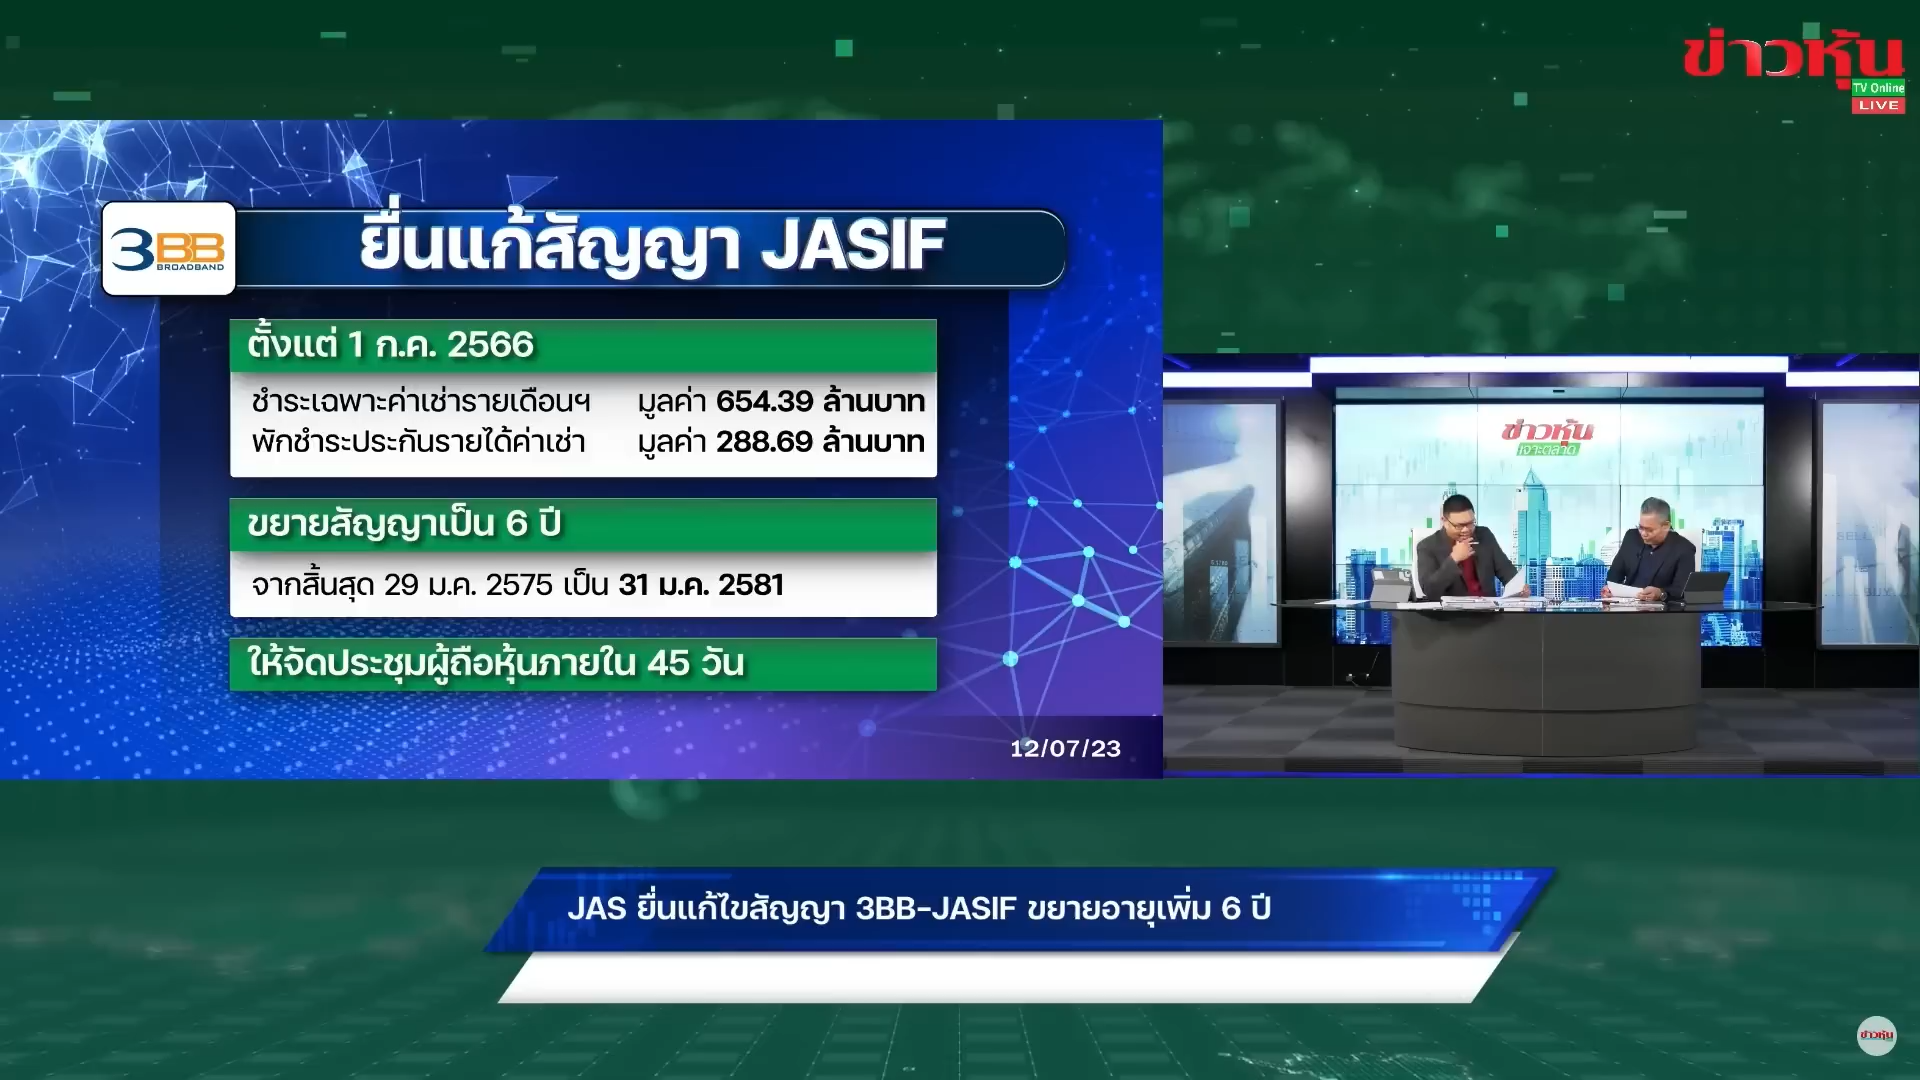 ข่าวหุ้น
TV Online
LIVE
3BB
BROADBAND
ยื่นแก้สัญญา JASIF
ตั้งแต่ 1 ก.ค. 2566
ชำระเฉพาะค่าเช่ารายเดือนฯ มูลค่า 654.39 ล้านบาท
พักชำระประกันรายได้ค่าเช่า มูลค่า 288.69 ล้านบาท
ขยายสัญญาเป็น 6 ปี
จากสิ้นสุด 29 ม.ค. 2575 เป็น 31 ม.ค. 2581
ให้จัดประชุมผู้ถือหุ้นภายใน 45 วัน
12/07/23
ข่าวหุ้น
เจาะตลาด
SELL
BUY
JAS ยื่นแก้ไขสัญญา 3BB-JASIF ขยายอายุเพิ่ม 6 ปี
ข่าวหุ้น